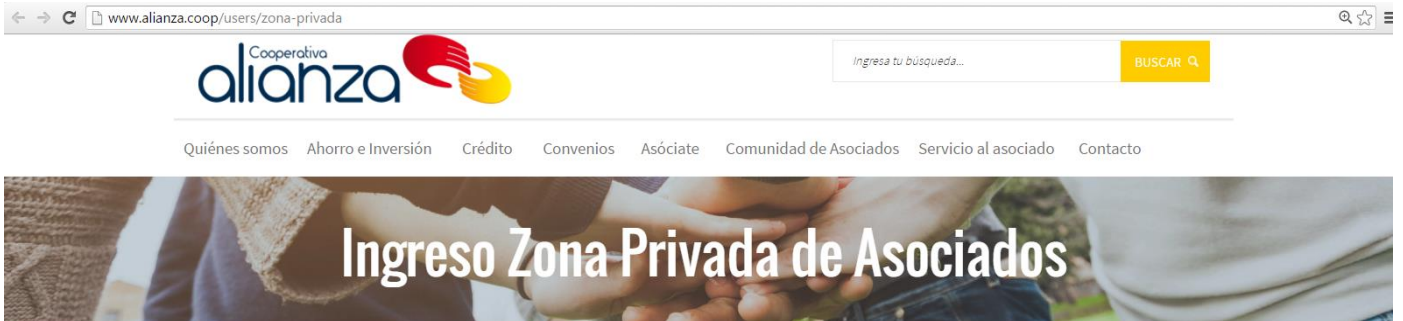 www.alianza.coop/users/zona-privada
Cooperativa
alianza
Ingresa tu búsqueda...
BUSCAR
Quiénes somos Ahorro e Inversión Crédito Convenios Asóciate Comunidad de Asociados Servicio al asociado Contacto
Ingreso Zona Privada de Asociados